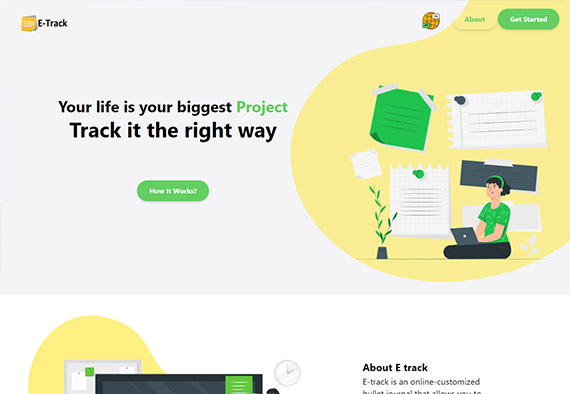 E-Track
About
Get Started
Your life is your biggest Project
Track it the right way
How It Works?
About E track
E-track is an online-customized
bullet journal that allows you to